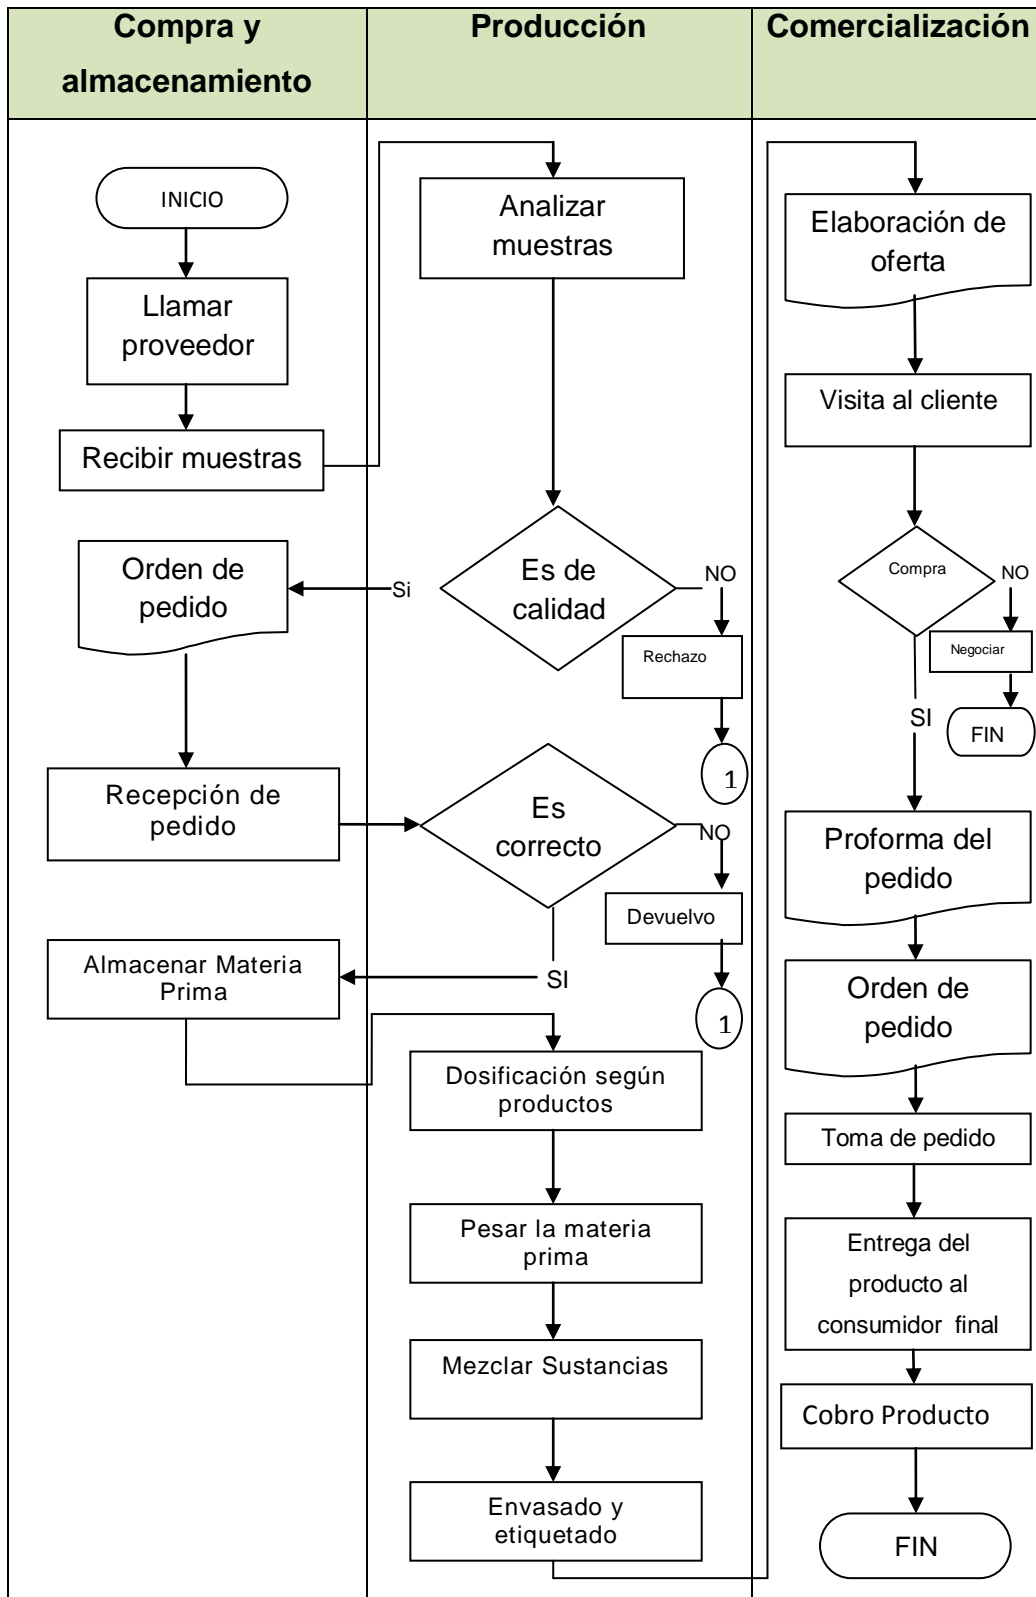 Compra y
almacenamiento
Producción
Comercialización
INICIO
Llamar
proveedor
Recibir muestras
Orden de
pedido
Recepción de
pedido
Almacenar Materia
Prima
Analizar
muestras
Es de
calidad
Si
NO
Rechazo
1
Es
correcto
NO
Devuelvo
1
SI
Dosificación según
productos
Pesar la materia
prima
Mezclar Sustancias
Envasado y
etiquetado
Elaboración de
oferta
Visita al cliente
Compra
NO
Negociar
FIN
SI
Proforma del
pedido
Orden de
pedido
Toma de pedido
Entrega del
producto al
consumidor final
Cobro Producto
FIN